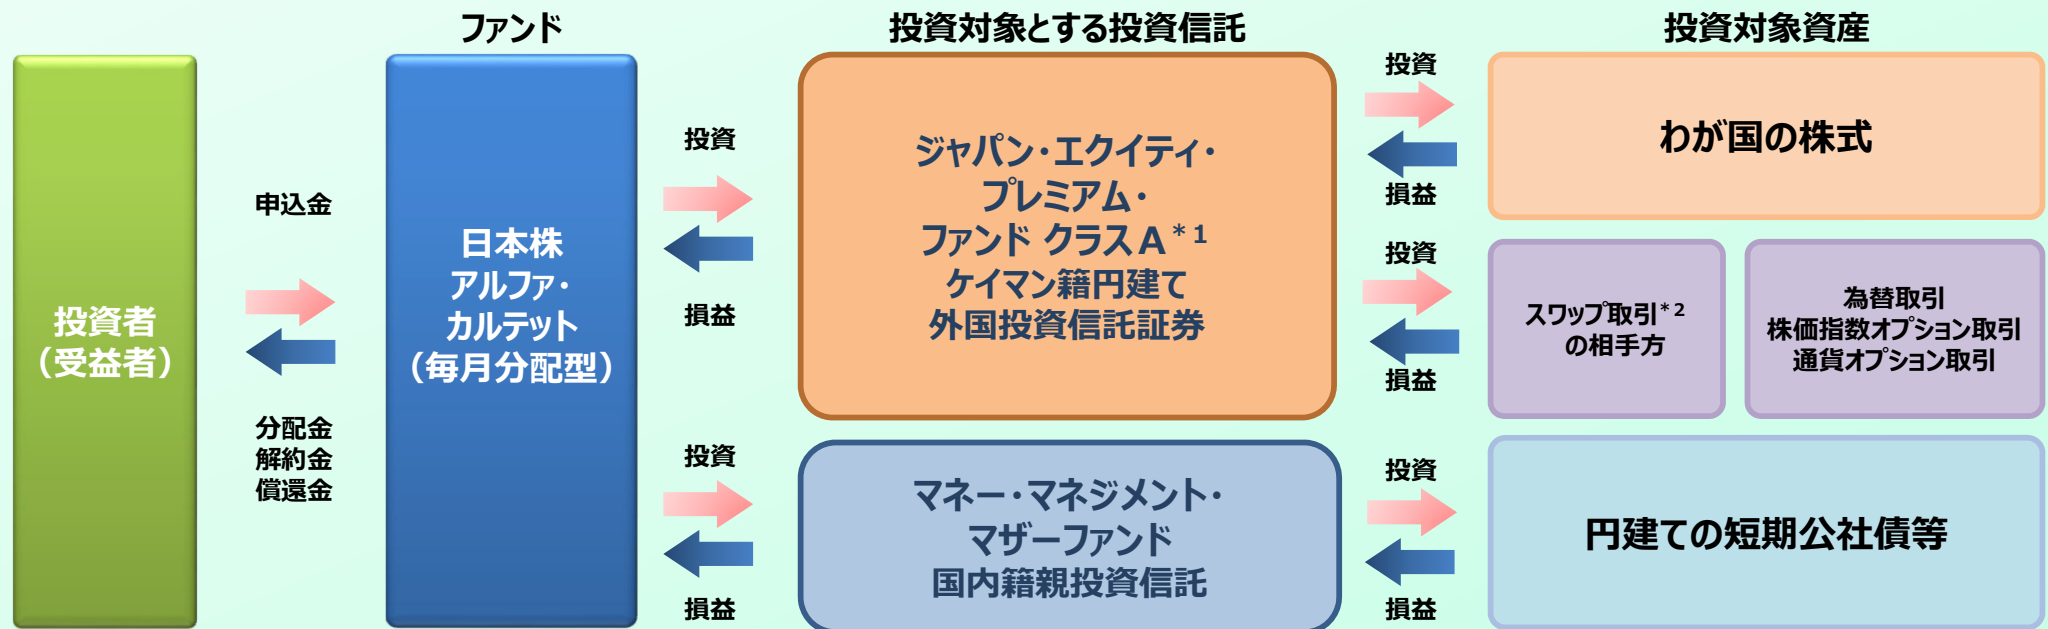 ファンド
投資対象とする投資信託
投資対象資産
投資者
（受益者）
申込金
分配金
解約金
償還金
日本株
アルファ・
カルテット
（毎月分配型）
投資
損益
投資
損益
ジャパン・エクイティ・
プレミアム・
ファンド クラスA＊1
ケイマン籍円建て
外国投資信託証券
マネー・マネジメント・
マザーファンド
国内籍親投資信託
投資
損益
投資
損益
投資
損益
わが国の株式
スワップ取引＊2
の相手方
為替取引
株価指数オプション取引
通貨オプション取引
円建ての短期公社債等